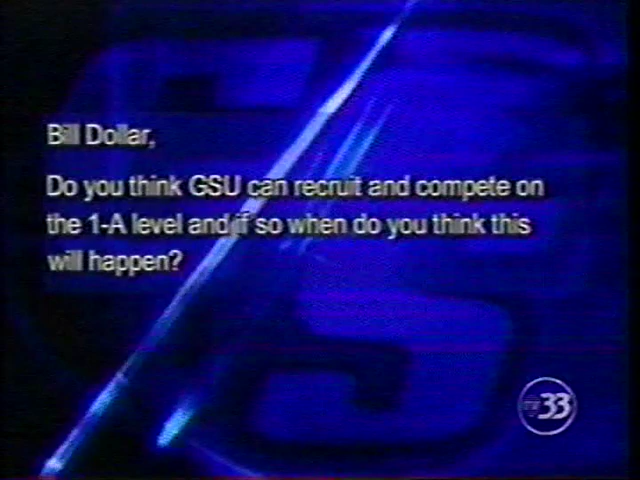 Bill Dollar,
Do you think GSU can recruit and compete on
the 1-A level and if so when do you think this
will happen?
TV 33